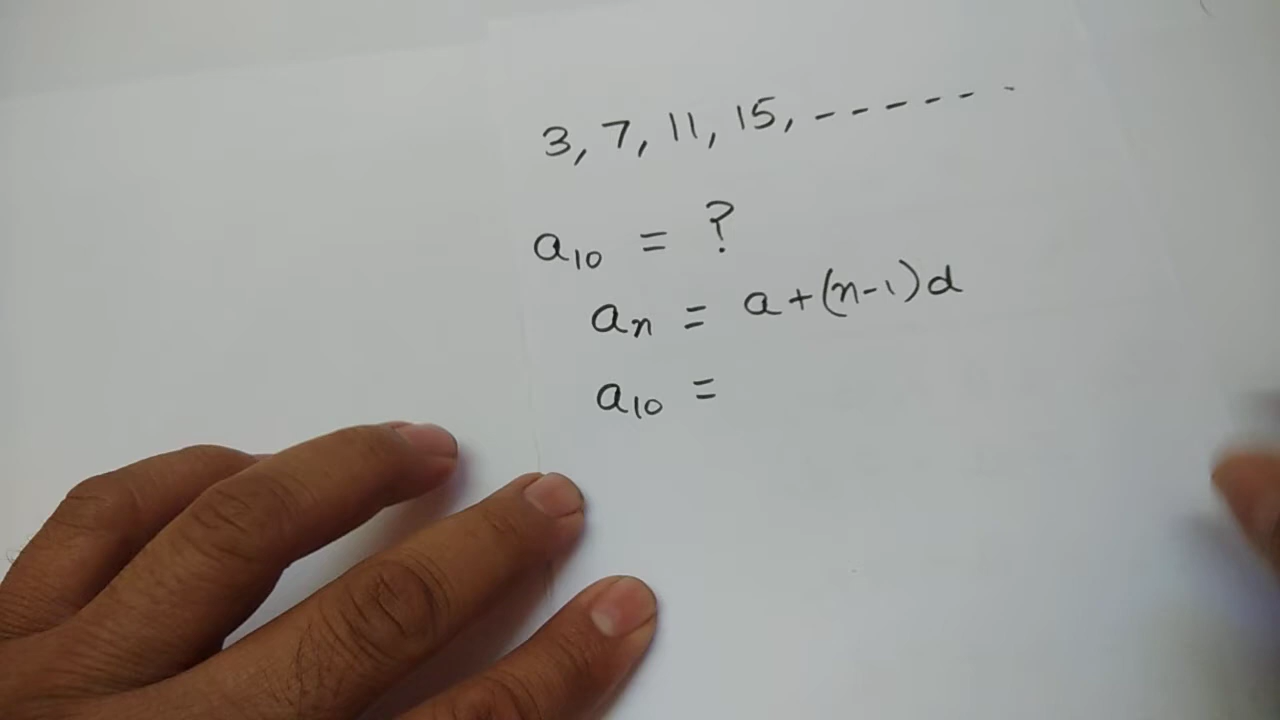 3, 7, 11, 15, - - - - - -
a₁₀ = ?
aₙ = a+(n-1)d
a₁₀ =